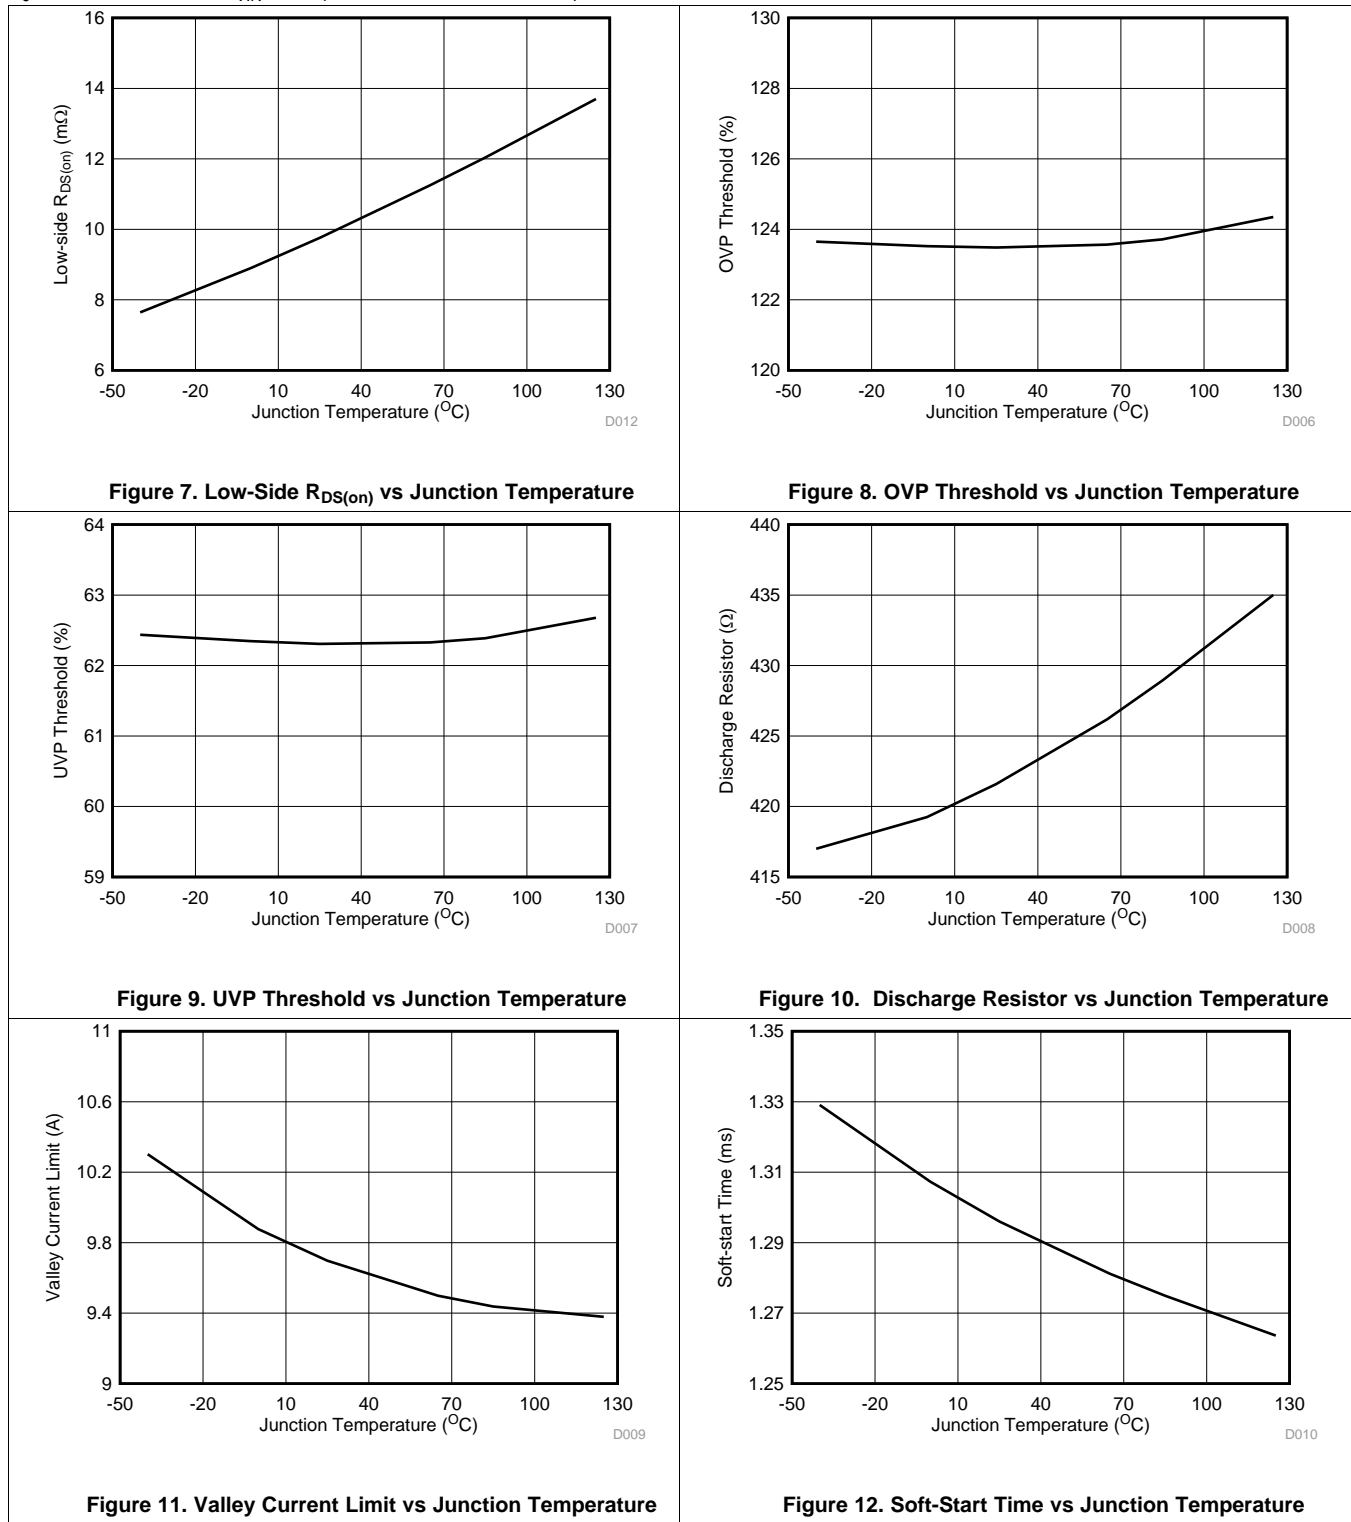 16
14
12
10
8
6
Low-side RDS(on) (mΩ)
-50 -20 10 40 70 100 130
Junction Temperature (OC)
D012
Figure 7. Low-Side RDS(on) vs Junction Temperature
130
128
126
124
122
120
OVP Threshold (%)
-50 -20 10 40 70 100 130
Juncition Temperature (OC)
D006
Figure 8. OVP Threshold vs Junction Temperature
64
63
62
61
60
59
UVP Threshold (%)
-50 -20 10 40 70 100 130
Junction Temperature (OC)
D007
Figure 9. UVP Threshold vs Junction Temperature
440
435
430
425
420
415
Discharge Resistor (Ω)
-50 -20 10 40 70 100 130
Junction Temperature (OC)
D008
Figure 10. Discharge Resistor vs Junction Temperature
11
10.6
10.2
9.8
9.4
9
Valley Current Limit (A)
-50 -20 10 40 70 100 130
Junction Temperature (OC)
D009
Figure 11. Valley Current Limit vs Junction Temperature
1.35
1.33
1.31
1.29
1.27
1.25
Soft-start Time (ms)
-50 -20 10 40 70 100 130
Junction Temperature (OC)
D010
Figure 12. Soft-Start Time vs Junction Temperature